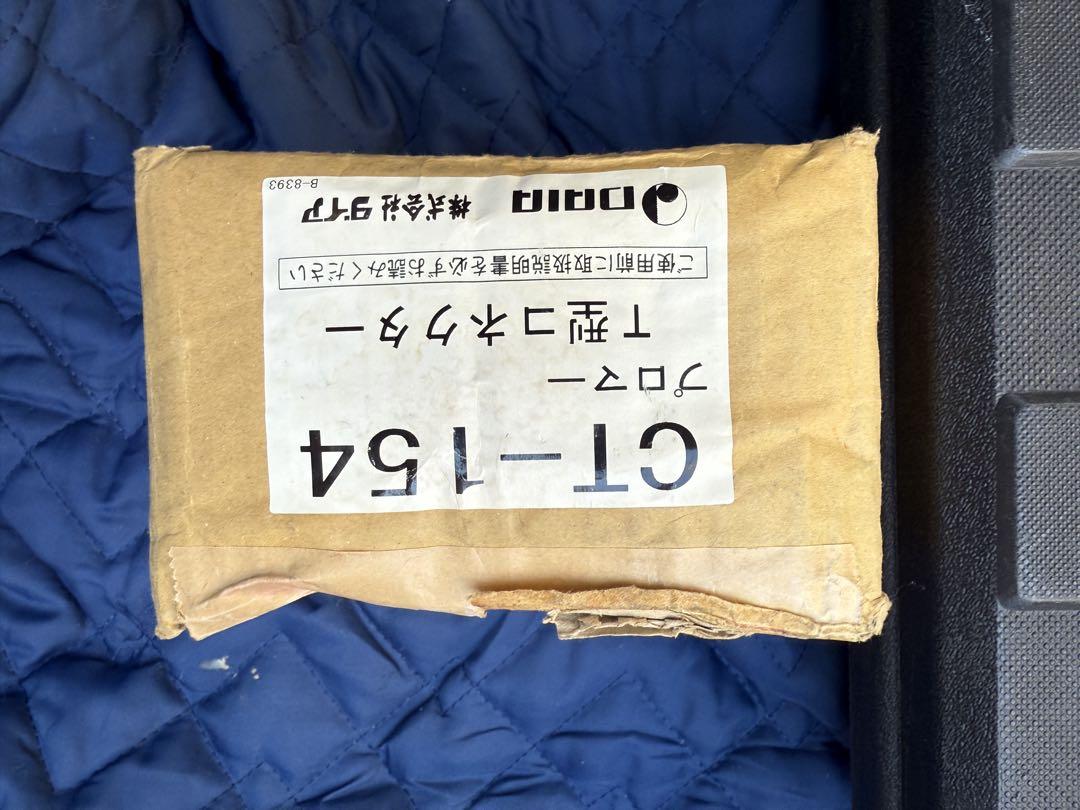 CT-154
プロマー
T型コネクター
ご使用前に取扱説明書を必ずお読みください
DAIA 株式会社ダイア
B-8393